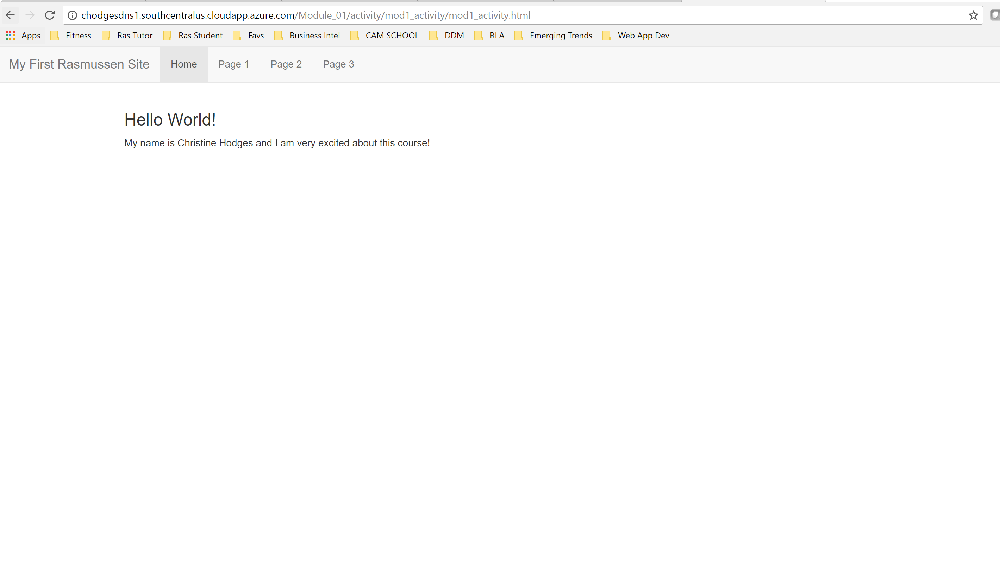 chodgesdns1.southcentralus.cloudapp.azure.com/Module_01/activity/mod1_activity/mod1_activity.html
Apps Fitness Ras Tutor Ras Student Favs Business Intel CAM SCHOOL DDM RLA Emerging Trends Web App Dev
My First Rasmussen Site Home Page 1 Page 2 Page 3
Hello World!
My name is Christine Hodges and I am very excited about this course!